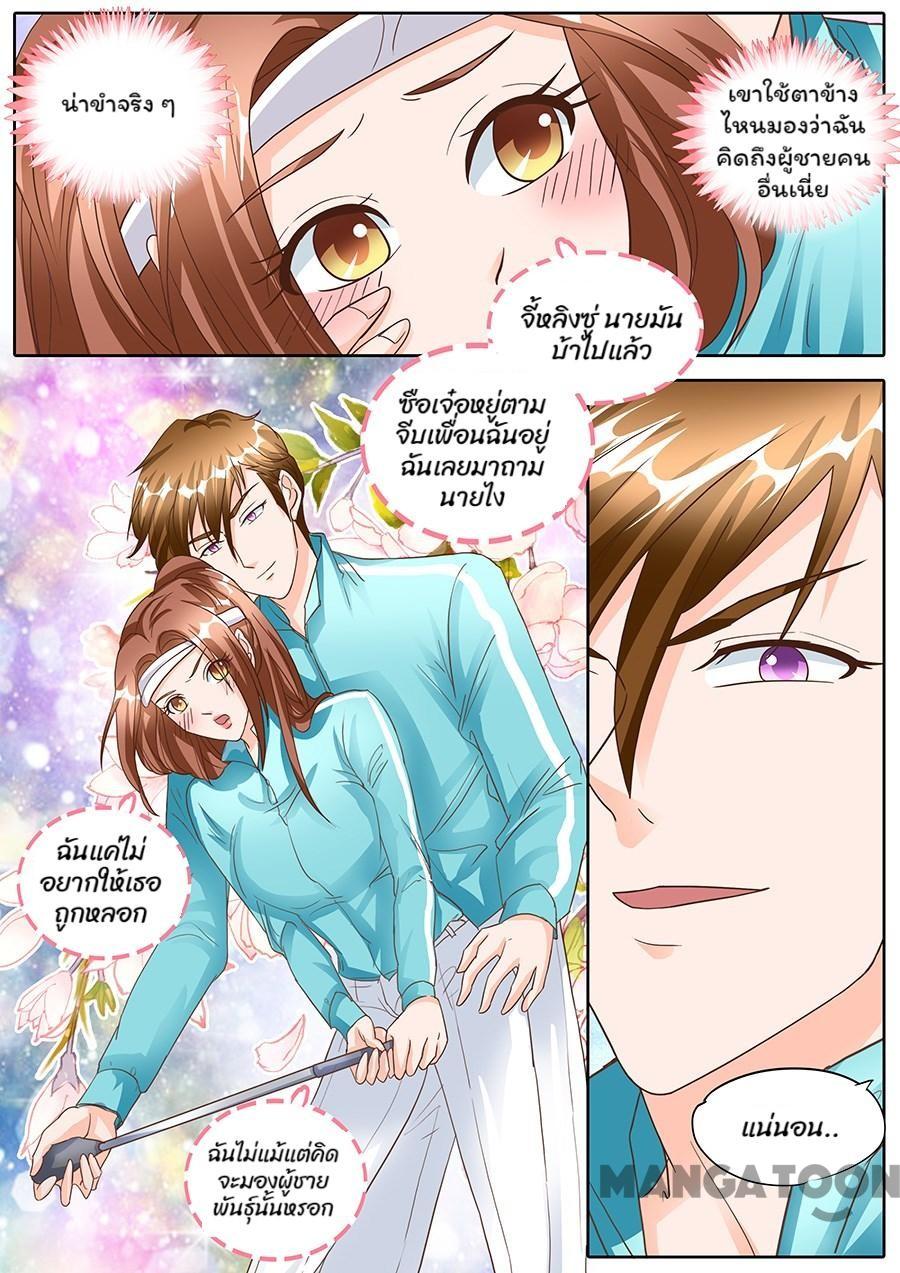 น่าขำจริง ๆ
เขาใช้ตาข้าง
ไหนมองว่าฉัน
คิดถึงผู้ชายคน
อื่นเนี่ย
จี้หลิงซู่ นายมัน
บ้าไปแล้ว
ซือเจ๋อหยู่ตาม
จีบเพื่อนฉันอยู่
ฉันเลยมาถาม
นายไง
ฉันแค่ไม่
อยากให้เธอ
ถูกหลอก
ฉันไม่แม้แต่คิด
จะมองผู้ชาย
พันธุ์นั้นหรอก
แน่นอน..
MANGATOON